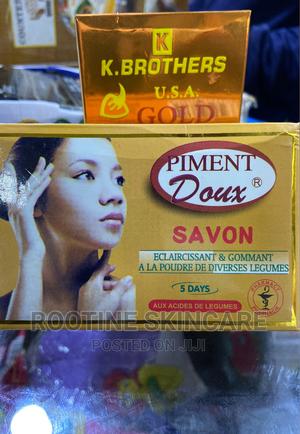 K
K.BROTHERS
U.S.A.
GOLD
PIMENT
Doux ®
SAVON
ECLAIRCISSANT & GOMMANT
A LA POUDRE DE DIVERSES LEGUMES
5 DAYS
AUX ACIDES DE LEGUMES
ROOTINE SKINCARE
POSTED ON JIJI